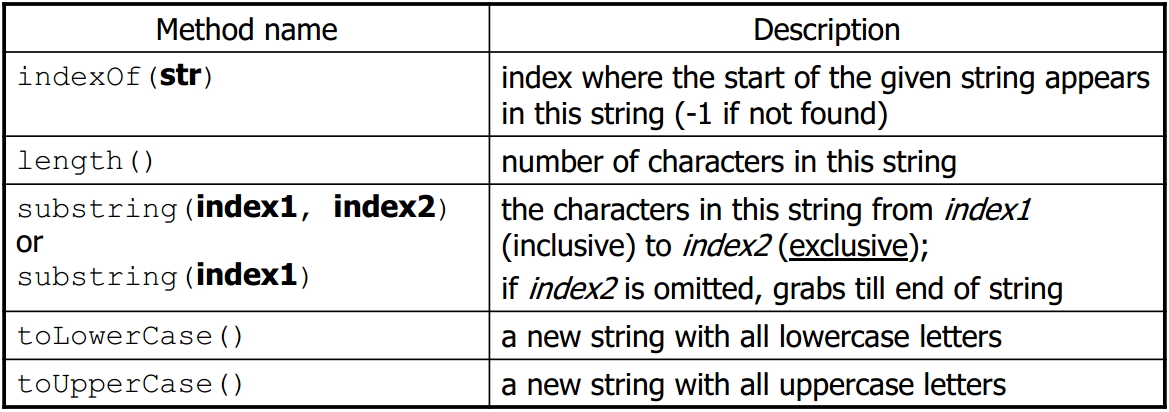 Method name
Description
indexOf(str)
index where the start of the given string appears
in this string (-1 if not found)
length()
number of characters in this string
substring(index1, index2)
or
substring(index1)
the characters in this string from index1
(inclusive) to index2 (exclusive);
if index2 is omitted, grabs till end of string
toLowerCase()
a new string with all lowercase letters
toUpperCase()
a new string with all uppercase letters